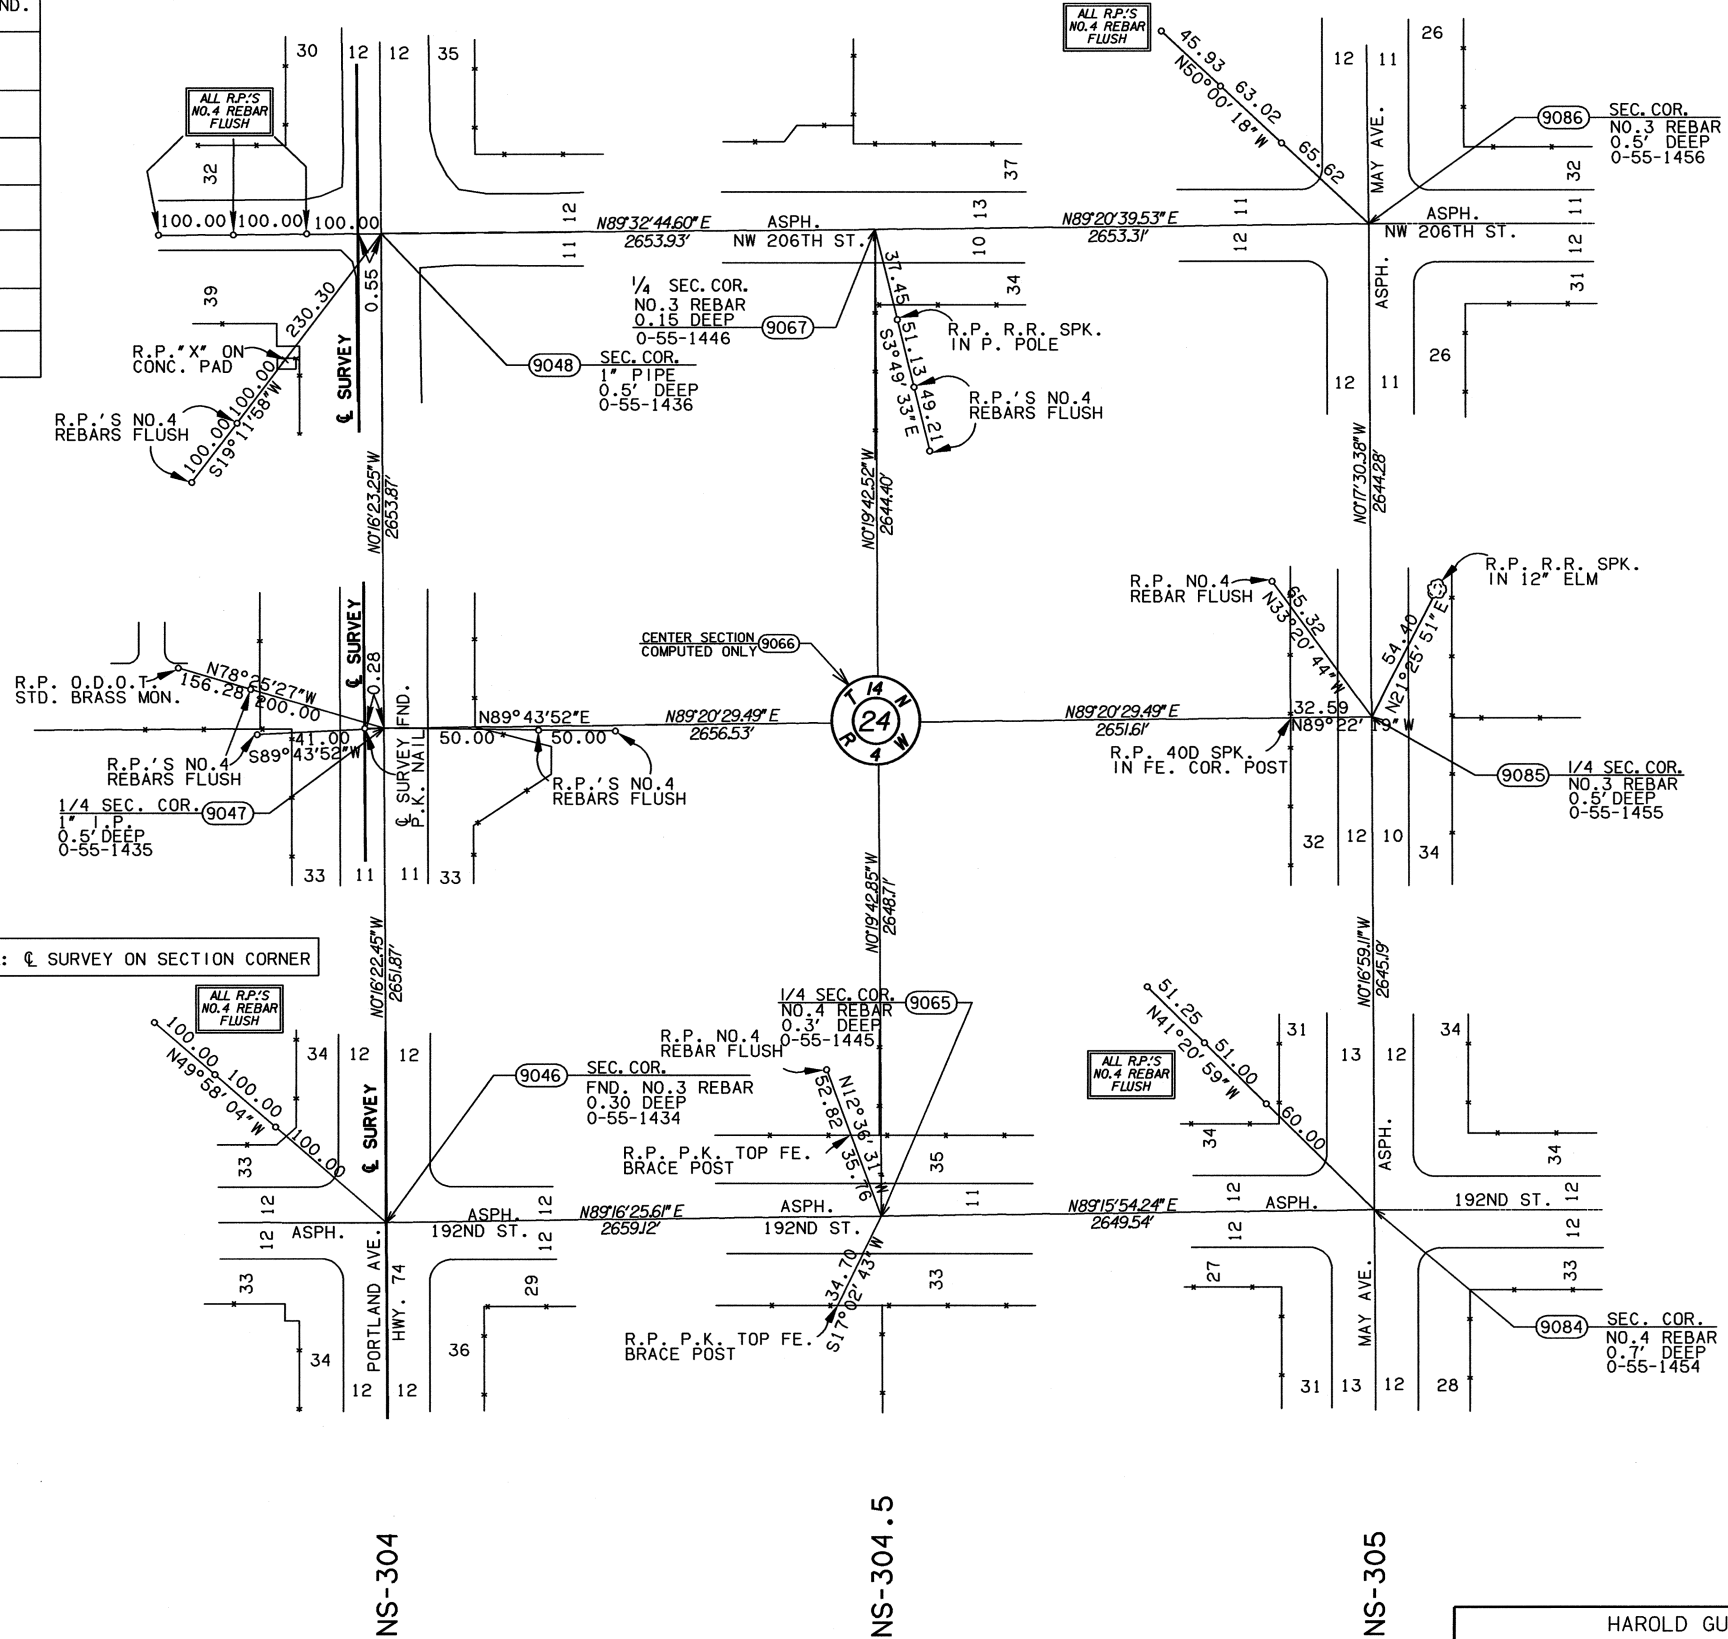 ND.
30
12
12
35
ALL R.P.'S
NO.4 REBAR
FLUSH
32
100.00
100.00
100.00
0.55
39
230.30
R.P."X" ON
CONC. PAD
100.00
100.00
S19°11'58"W
R.P.'S NO.4
REBARS FLUSH
℄ SURVEY
9048
SEC.COR.
1" PIPE
0.5' DEEP
0-55-1436
12
11
N89°32'44.60"E
2653.93'
ASPH.
NW 206TH ST.
37
13
10
34
1/4 SEC.COR.
NO.3 REBAR
0.15 DEEP
0-55-1446
9067
37.45
51.13
49.21
S3°49'33"E
R.P. R.R. SPK.
IN P. POLE
R.P.'S NO.4
REBARS FLUSH
N89°20'39.53"E
2653.31'
ALL R.P.'S
NO.4 REBAR
FLUSH
45.93
63.02
65.62
N50°00'18"W
12
11
26
MAY AVE.
9086
SEC.COR.
NO.3 REBAR
0.5' DEEP
0-55-1456
32
11
12
ASPH.
NW 206TH ST.
11
12
31
ASPH.
26
12
11
N0°16'23.25"W
2653.87'
N0°19'42.52"W
2644.40'
N0°17'30.38"W
2644.28'
R.P. O.D.O.T.
STD. BRASS MON.
N78°25'27"W
156.28
200.00
41.00
S89°43'52"W
R.P.'S NO.4
REBARS FLUSH
1/4 SEC. COR.
1" I.P.
0.5' DEEP
0-55-1435
9047
℄ SURVEY
0.28
℄ SURVEY FND.
P.K. NAIL
N89°43'52"E
50.00
50.00
R.P.'S NO.4
REBARS FLUSH
33
11
11
33
N89°20'29.49"E
2656.53'
CENTER SECTION
COMPUTED ONLY
9066
T 14 N
24
R 4 W
N89°20'29.49"E
2651.61'
R.P. NO.4
REBAR FLUSH
65.32
N33°20'44"W
54.40
N21°25'51"E
R.P. R.R. SPK.
IN 12" ELM
32.59
N89°22'19"W
R.P. 40D SPK.
IN FE. COR. POST
9085
1/4 SEC.COR.
NO.3 REBAR
0.5' DEEP
0-55-1455
32
12
10
34
: ℄ SURVEY ON SECTION CORNER
N0°16'22.45"W
2651.87'
N0°19'42.85"W
2648.71'
N0°16'59.11"W
2645.19'
ALL R.P.'S
NO.4 REBAR
FLUSH
100.00
100.00
100.00
N49°58'04"W
34
12
12
℄ SURVEY
9046
SEC.COR.
FND. NO.3 REBAR
0.30 DEEP
0-55-1434
33
12
12
ASPH.
ASPH.
192ND ST.
12
12
N89°16'25.61"E
2659.12'
33
34
12
12
PORTLAND AVE.
HWY. 74
29
36
1/4 SEC.COR.
NO.4 REBAR
0.3' DEEP
0-55-1445
9065
R.P. NO.4
REBAR FLUSH
52.82
35.76
N12°36'31"W
R.P. P.K. TOP FE.
BRACE POST
35
11
ASPH.
192ND ST.
34.70
S17°02'43"W
33
R.P. P.K. TOP FE.
BRACE POST
N89°15'54.24"E
2649.54'
51.25
51.00
60.00
N41°20'59"W
ALL R.P.'S
NO.4 REBAR
FLUSH
31
34
13
12
34
34
ASPH.
12
12
ASPH.
192ND ST.
12
12
27
33
MAY AVE.
31
13
12
28
9084
SEC. COR.
NO.4 REBAR
0.7' DEEP
0-55-1454
NS-304
NS-304.5
NS-305
HAROLD GU